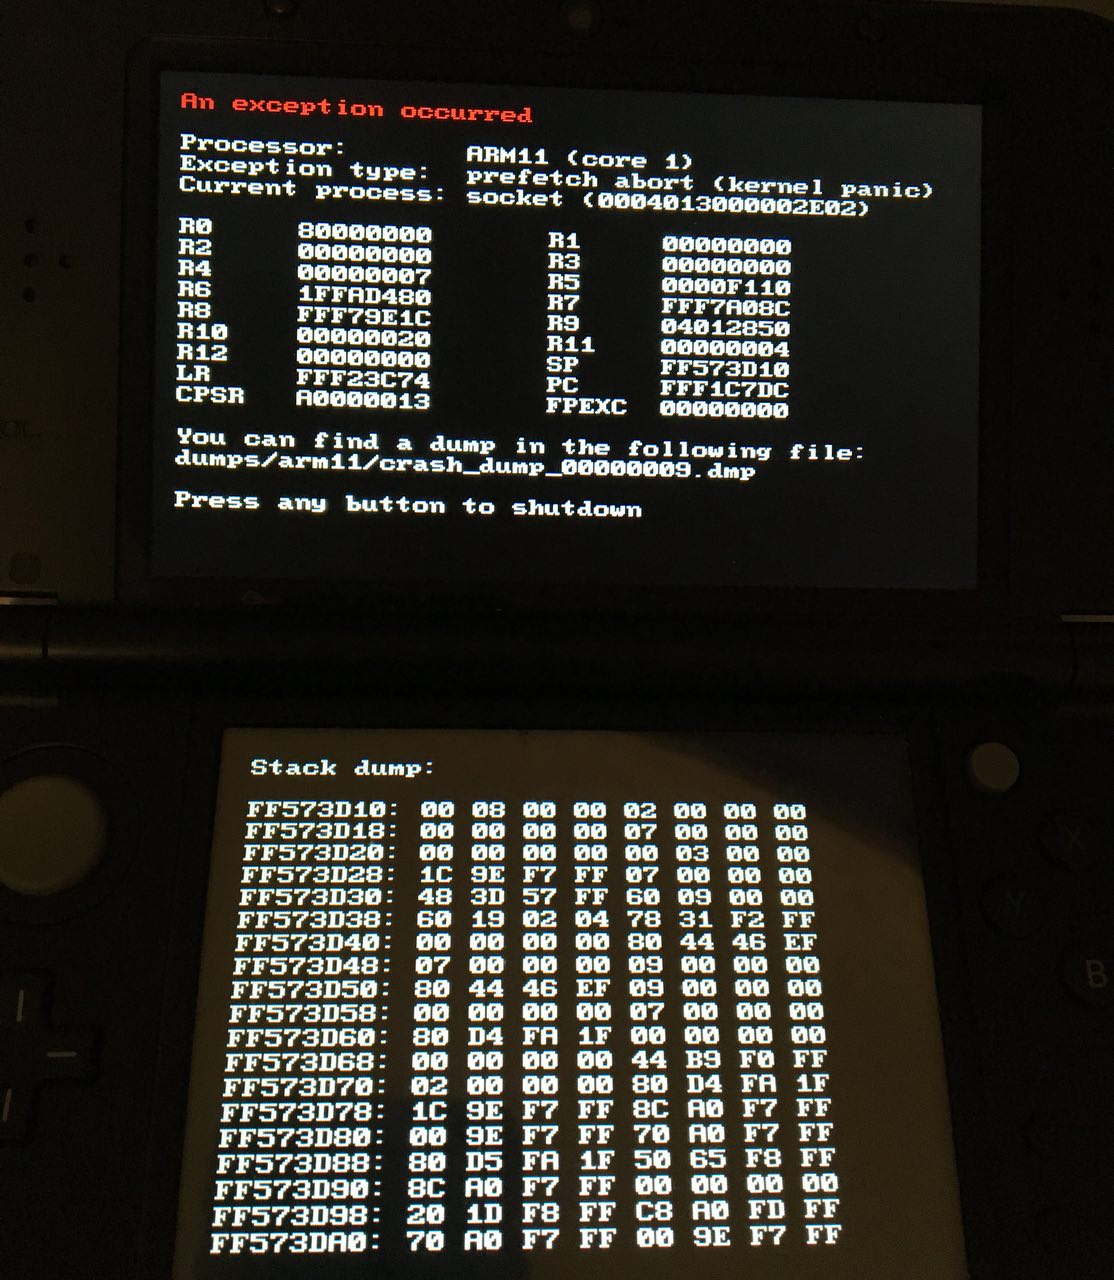 An exception occurred
Processor: ARM11 (core 1)
Exception type: prefetch abort (kernel panic)
Current process: socket (0004013000002E02)
R0 80000000 R1 00000000
R2 00000000 R3 00000000
R4 00000007 R5 0000F110
R6 1FFAD480 R7 FFF7A08C
R8 FFF79E1C R9 04012850
R10 00000020 R11 00000004
R12 00000000 SP FF573D10
LR FFF23C74 PC FFF1C7DC
CPSR A0000013 FPEXC 00000000
You can find a dump in the following file:
dumps/arm11/crash_dump_00000009.dmp
Press any button to shutdown
Stack dump:
FF573D10: 00 08 00 00 02 00 00 00
FF573D18: 00 00 00 00 07 00 00 00
FF573D20: 00 00 00 00 00 03 00 00
FF573D28: 1C 9E F7 FF 07 00 00 00
FF573D30: 48 3D 57 FF 60 09 00 00
FF573D38: 60 19 02 04 78 31 F2 FF
FF573D40: 00 00 00 00 80 44 46 EF
FF573D48: 07 00 00 00 09 00 00 00
FF573D50: 80 44 46 EF 09 00 00 00
FF573D58: 00 00 00 00 07 00 00 00
FF573D60: 80 D4 FA 1F 00 00 00 00
FF573D68: 00 00 00 00 44 B9 F0 FF
FF573D70: 02 00 00 00 80 D4 FA 1F
FF573D78: 1C 9E F7 FF 8C A0 F7 FF
FF573D80: 00 9E F7 FF 70 A0 F7 FF
FF573D88: 80 D5 FA 1F 50 65 F8 FF
FF573D90: 8C A0 F7 FF 00 00 00 00
FF573D98: 20 1D F8 FF C8 A0 FD FF
FF573DA0: 70 A0 F7 FF 00 9E F7 FF
X
Y
B